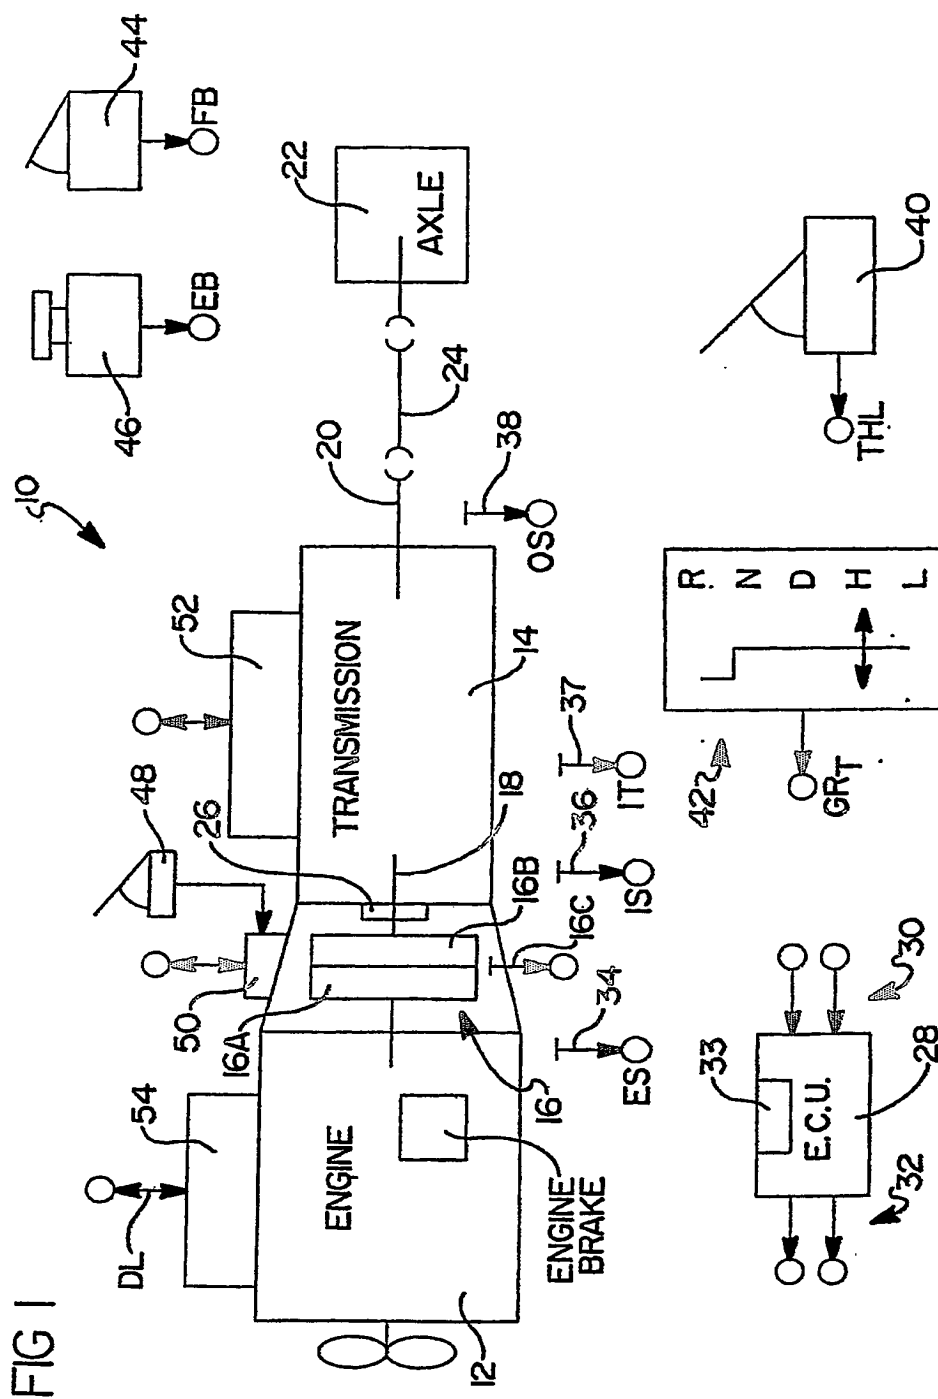 FIG 1
10
DL
54
50
48
52
46
EB
44
FB
ENGINE
TRANSMISSION
AXLE
22
26
20
24
16A
16B
18
14
12
ENGINE
BRAKE
16
16C
34
ES
36
IS
37
IT
38
OS
32
33
E.C.U.
28
30
42
GRT
R
N
D
H
L
THL
40